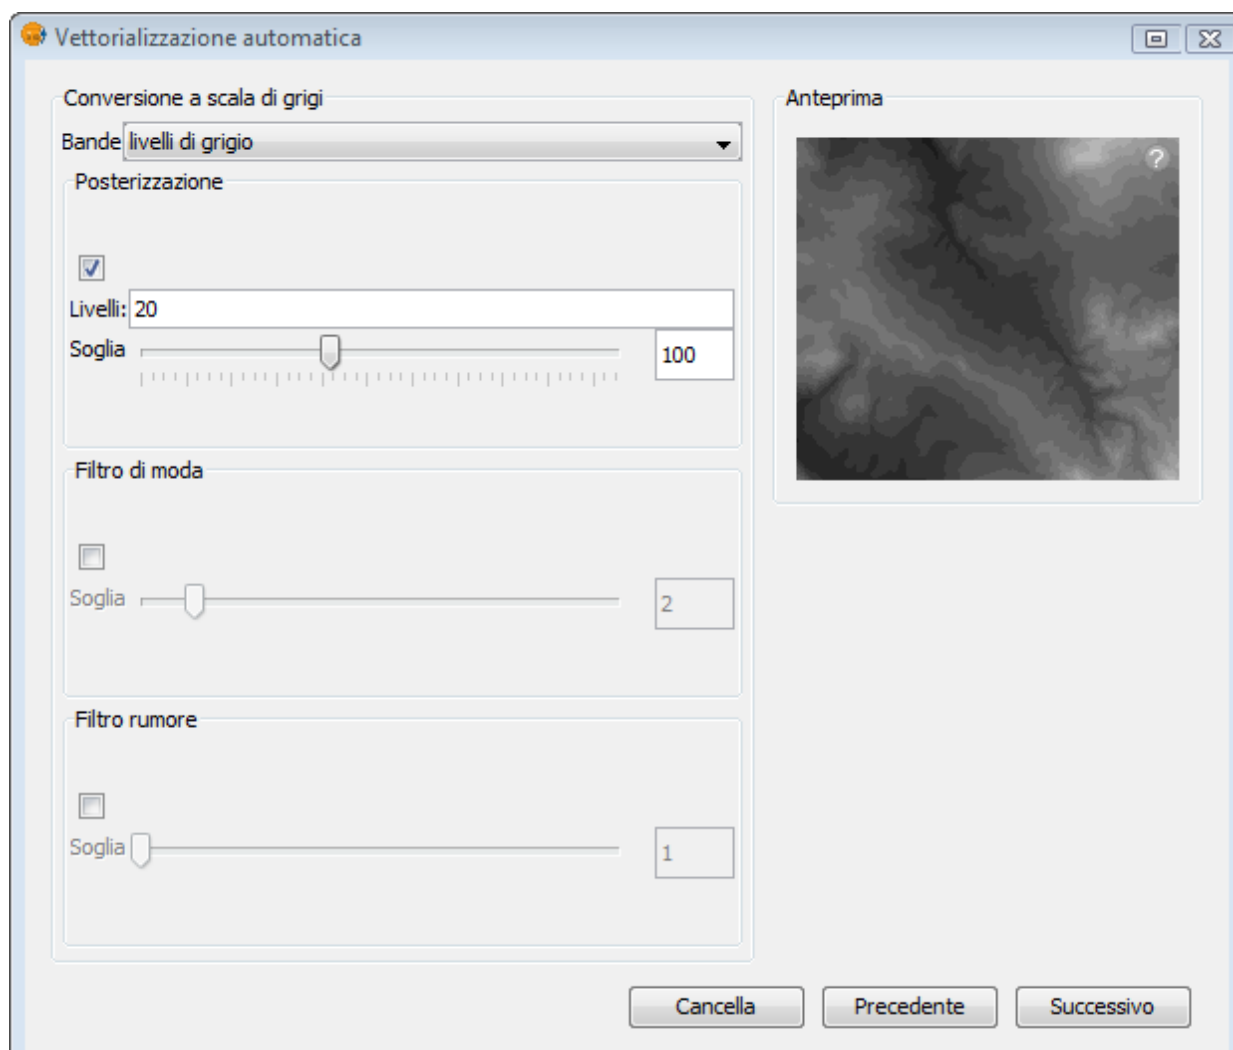 Vettorializzazione automatica
Conversione a scala di grigi
Bande livelli di grigio
Posterizzazione
Livelli: 20
Soglia 100
Filtro di moda
Soglia 2
Filtro rumore
Soglia 1
Anteprima
?
Cancella Precedente Successivo